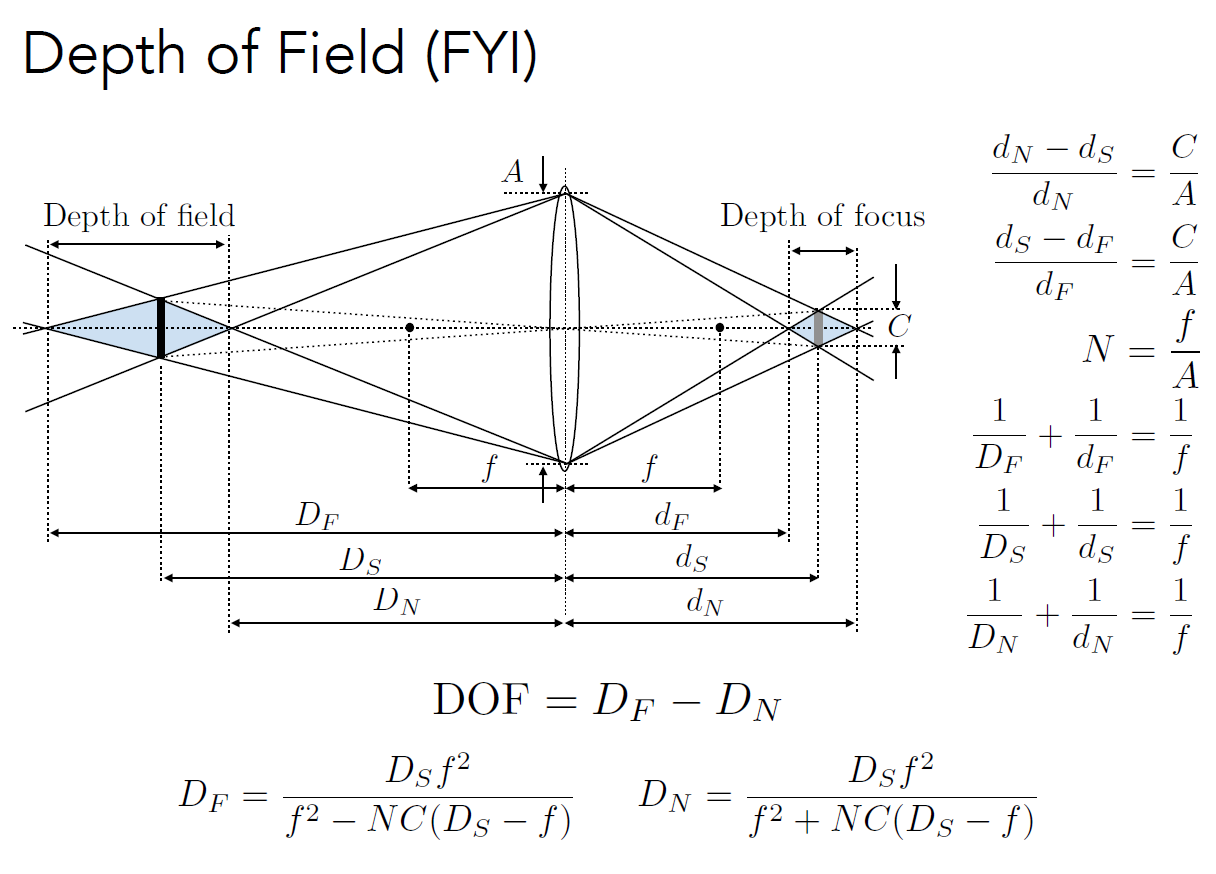 Depth of Field (FYI)
A
Depth of field
Depth of focus
C
f
f
D_F
d_F
D_S
d_S
D_N
d_N
\frac{d_N - d_S}{d_N} = \frac{C}{A}
\frac{d_S - d_F}{d_F} = \frac{C}{A}
N = \frac{f}{A}
\frac{1}{D_F} + \frac{1}{d_F} = \frac{1}{f}
\frac{1}{D_S} + \frac{1}{d_S} = \frac{1}{f}
\frac{1}{D_N} + \frac{1}{d_N} = \frac{1}{f}
DOF = D_F - D_N
D_F = \frac{D_S f^2}{f^2 - NC(D_S - f)}
D_N = \frac{D_S f^2}{f^2 + NC(D_S - f)}